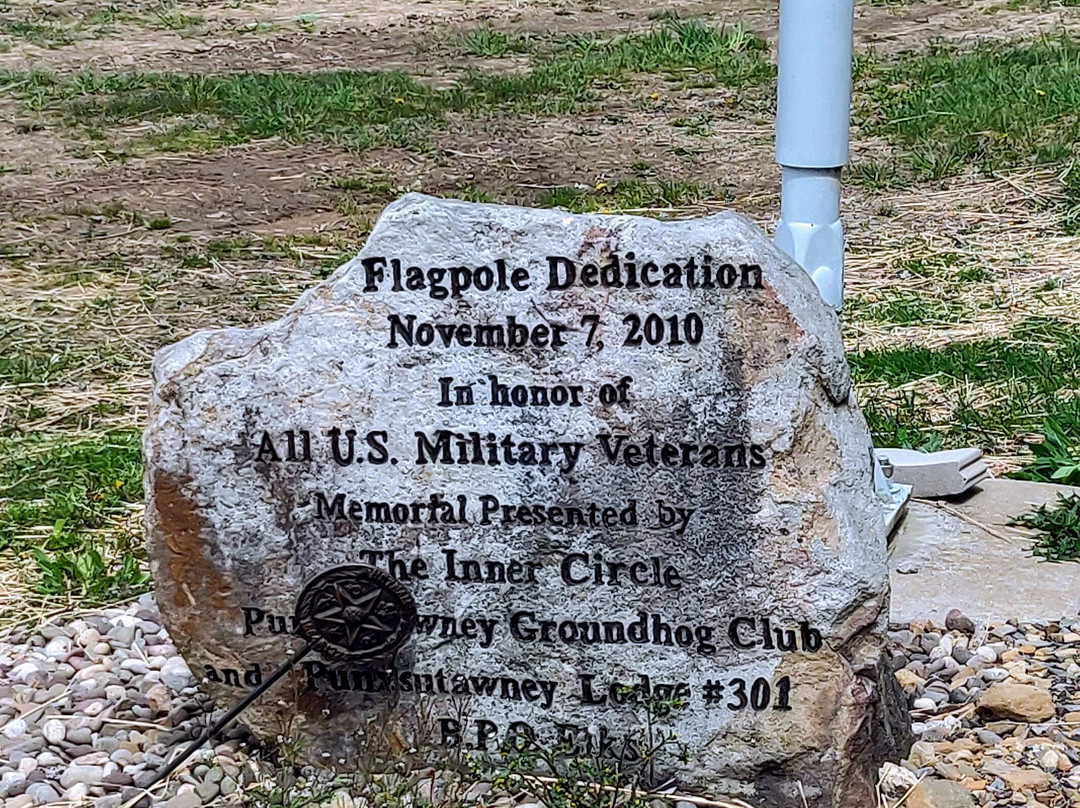 Flagpole Dedication
November 7, 2010
In honor of
All U.S. Military Veterans
Memorial Presented by
The Inner Circle
Groundhog Club
and Punxsutawney Lodge #301
B.P.O. Elks